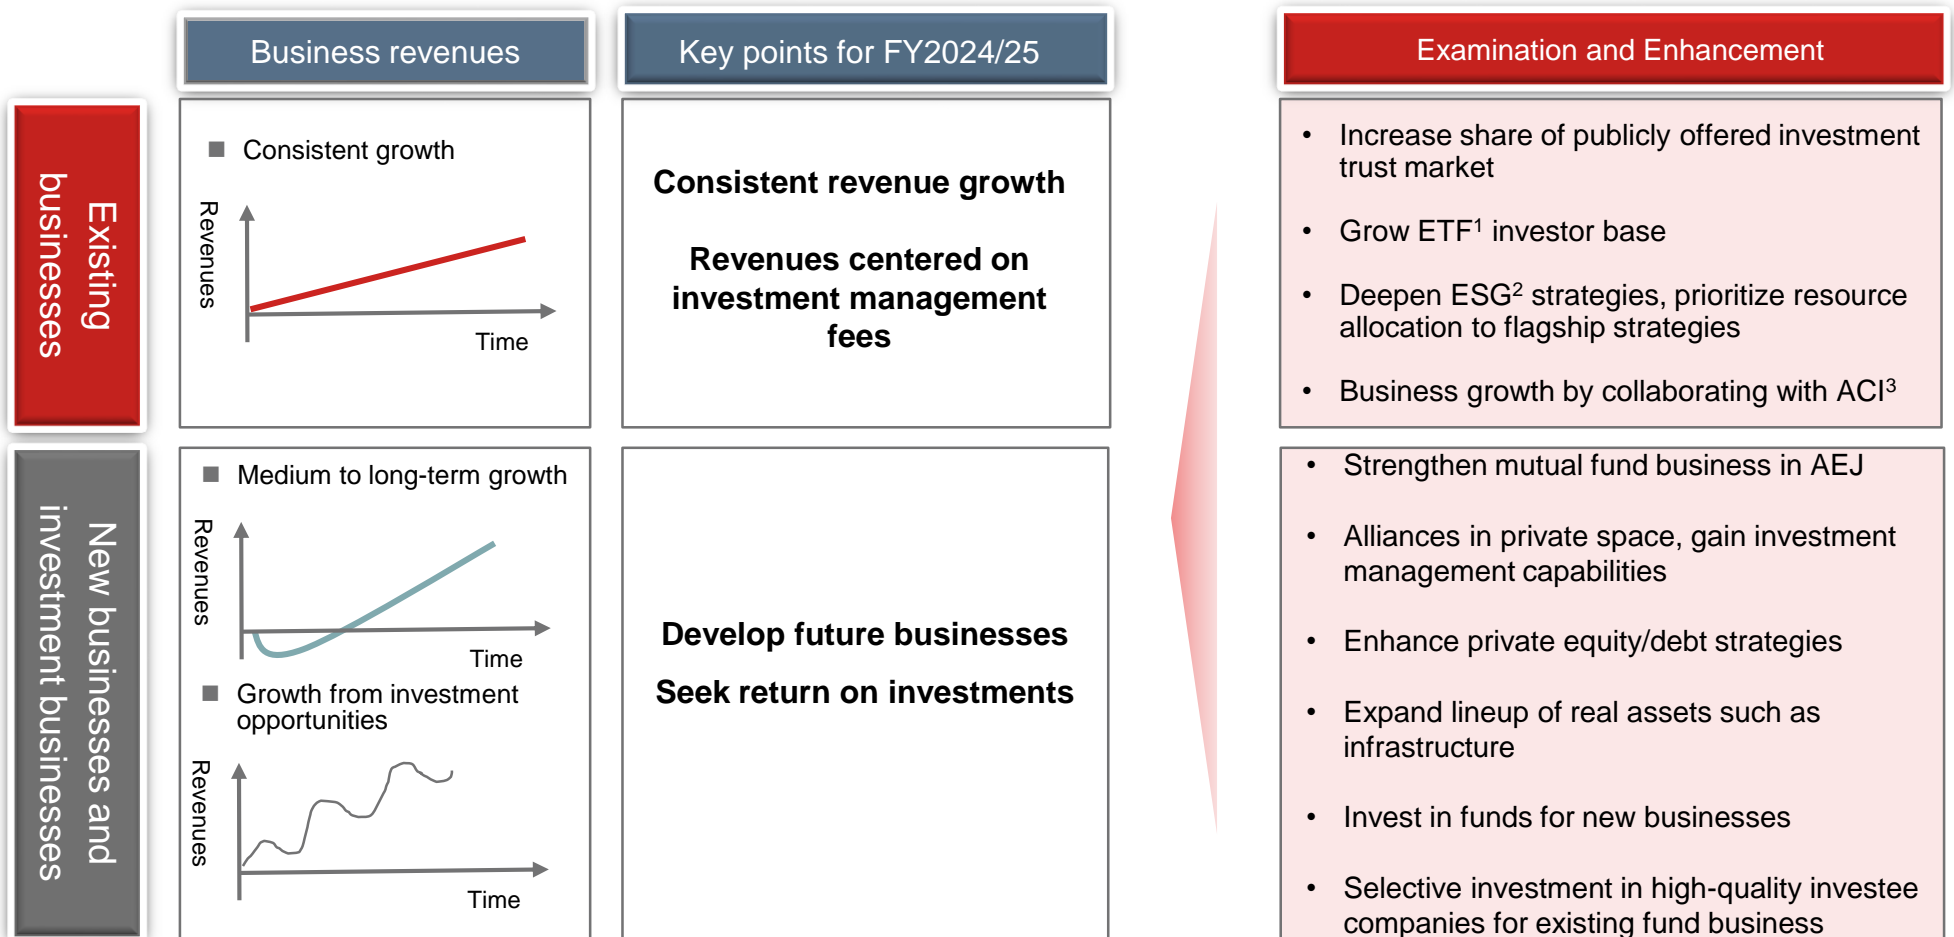 Business revenues
Key points for FY2024/25
Examination and Enhancement
Existing
businesses
■ Consistent growth
Revenues
Time
Consistent revenue growth
Revenues centered on
investment management
fees
• Increase share of publicly offered investment
trust market
• Grow ETF¹ investor base
• Deepen ESG² strategies, prioritize resource
allocation to flagship strategies
• Business growth by collaborating with ACI³
New businesses and
investment businesses
■ Medium to long-term growth
Revenues
Time
■ Growth from investment
opportunities
Revenues
Time
Develop future businesses
Seek return on investments
• Strengthen mutual fund business in AEJ
• Alliances in private space, gain investment
management capabilities
• Enhance private equity/debt strategies
• Expand lineup of real assets such as
infrastructure
• Invest in funds for new businesses
• Selective investment in high-quality investee
companies for existing fund business